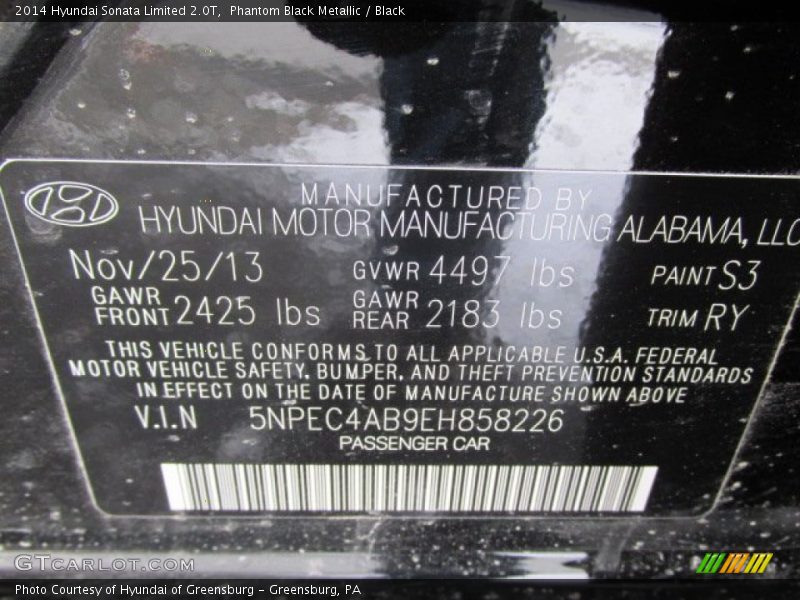 2014 Hyundai Sonata Limited 2.0T, Phantom Black Metallic / Black
MANUFACTURED BY
HYUNDAI MOTOR MANUFACTURING ALABAMA, LLC
Nov/25/13 GVWR 4497 lbs PAINT S3
GAWR FRONT 2425 lbs GAWR REAR 2183 lbs TRIM RY
THIS VEHICLE CONFORMS TO ALL APPLICABLE U.S.A. FEDERAL
MOTOR VEHICLE SAFETY, BUMPER, AND THEFT PREVENTION STANDARDS
IN EFFECT ON THE DATE OF MANUFACTURE SHOWN ABOVE
V.I.N 5NPEC4AB9EH858226
PASSENGER CAR
GTCARLOT.COM
Photo Courtesy of Hyundai of Greensburg - Greensburg, PA